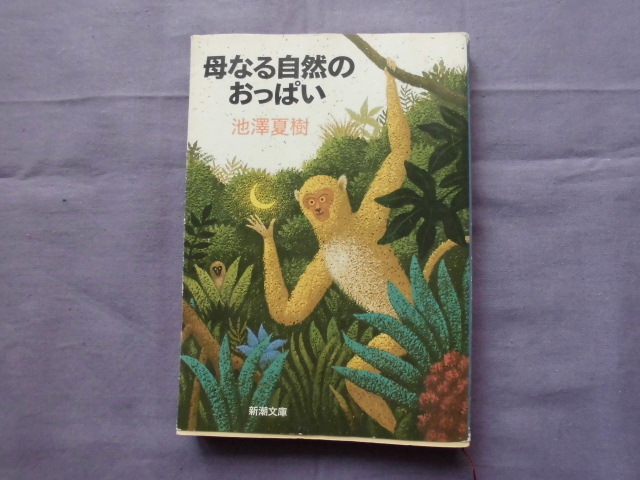 母なる自然の
おっぱい
池澤夏樹
新潮文庫